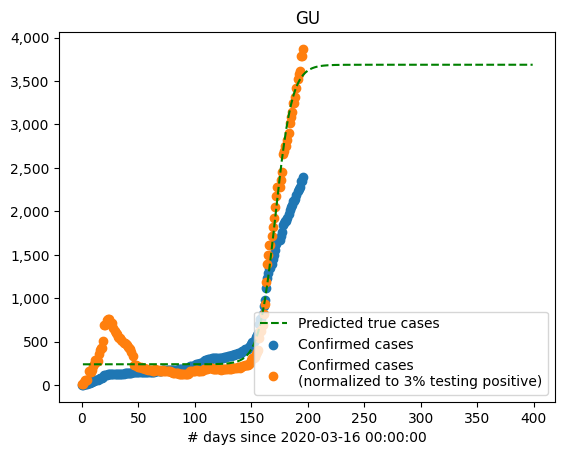 GU
4,000
3,500
3,000
2,500
2,000
1,500
1,000
500
0
Predicted true cases
Confirmed cases
Confirmed cases
(normalized to 3% testing positive)
0 50 100 150 200 250 300 350 400
# days since 2020-03-16 00:00:00